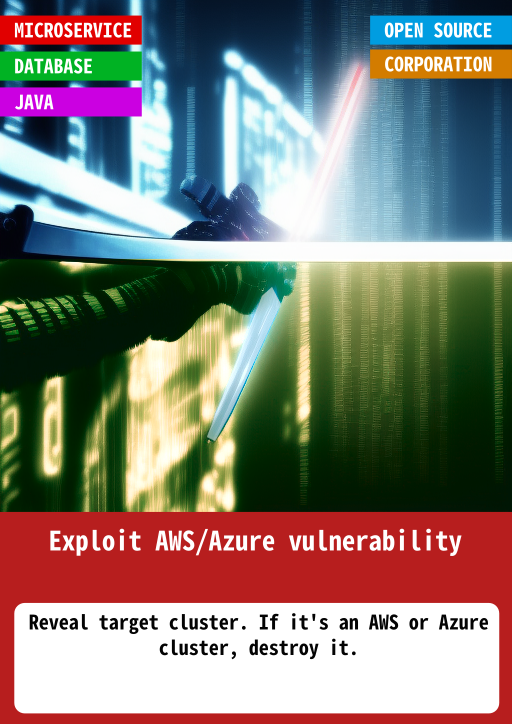 MICROSERVICE
OPEN SOURCE
DATABASE
CORPORATION
JAVA
Exploit AWS/Azure vulnerability
Reveal target cluster. If it's an AWS or Azure
cluster, destroy it.